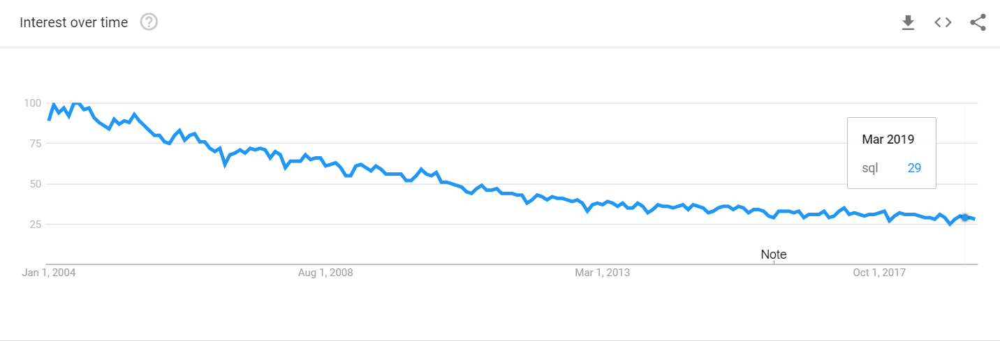 Interest over time ?
100
75
50
25
Mar 2019
sql 29
Note
Jan 1, 2004 Aug 1, 2008 Mar 1, 2013 Oct 1, 2017